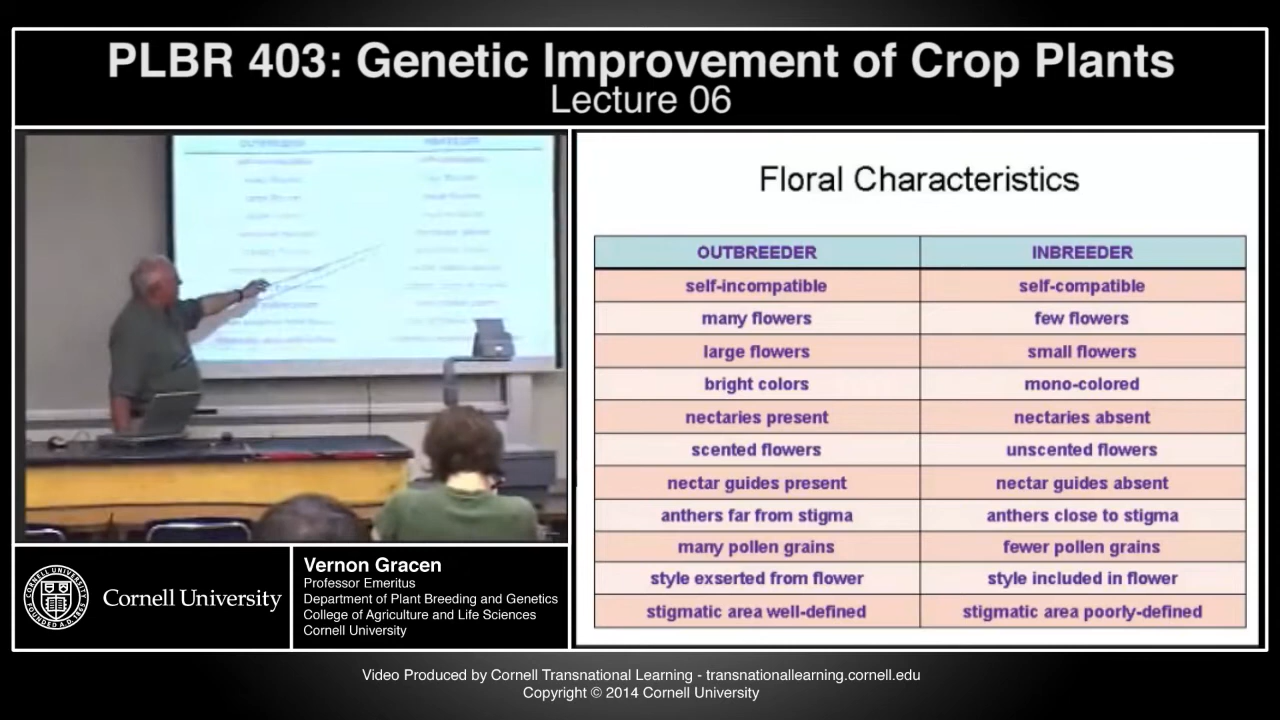 PLBR 403: Genetic Improvement of Crop Plants
Lecture 06
Floral Characteristics
OUTBREEDER INBREEDER
self-incompatible self-compatible
many flowers few flowers
large flowers small flowers
bright colors mono-colored
nectaries present nectaries absent
scented flowers unscented flowers
nectar guides present nectar guides absent
anthers far from stigma anthers close to stigma
many pollen grains fewer pollen grains
style exserted from flower style included in flower
stigmatic area well-defined stigmatic area poorly-defined
Cornell University
Vernon Gracen
Professor Emeritus
Department of Plant Breeding and Genetics
College of Agriculture and Life Sciences
Cornell University
Video Produced by Cornell Transnational Learning - transnationallearning.cornell.edu
Copyright © 2014 Cornell University